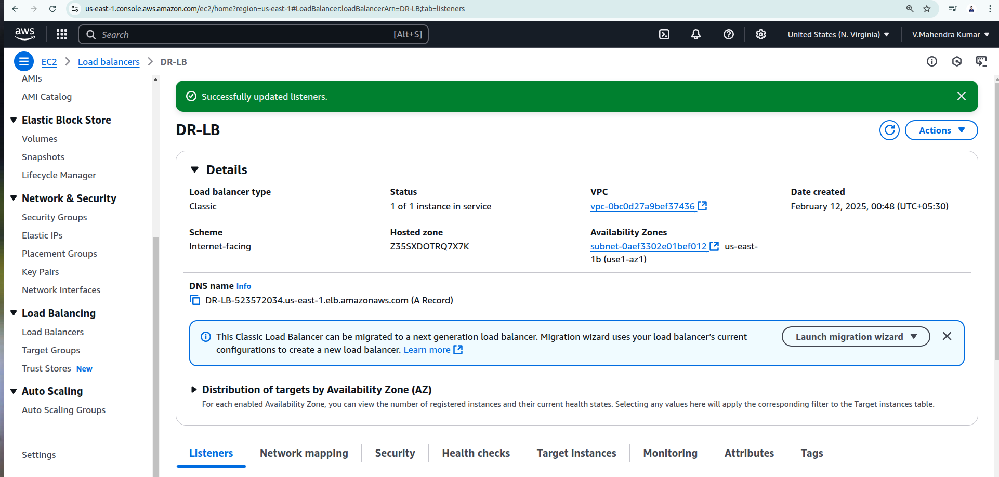 us-east-1.console.aws.amazon.com/ec2/home?region=us-east-1#LoadBalancer:loadBalancerArn=DR-LB;tab=listeners
aws
Search
[Alt+S]
United States (N. Virginia)
V.Mahendra Kumar
EC2
Load balancers
DR-LB
AMIs
AMI Catalog
Elastic Block Store
Volumes
Snapshots
Lifecycle Manager
Network & Security
Security Groups
Elastic IPs
Placement Groups
Key Pairs
Network Interfaces
Load Balancing
Load Balancers
Target Groups
Trust Stores New
Auto Scaling
Auto Scaling Groups
Settings
Successfully updated listeners.
DR-LB
Actions
Details
Load balancer type
Classic
Status
1 of 1 instance in service
VPC
vpc-0bc0d27a9bef37436
Date created
February 12, 2025, 00:48 (UTC+05:30)
Scheme
Internet-facing
Hosted zone
Z35SXDOTRQ7X7K
Availability Zones
subnet-0aef3302e01bef012 us-east-
1b (use1-az1)
DNS name Info
DR-LB-523572034.us-east-1.elb.amazonaws.com (A Record)
This Classic Load Balancer can be migrated to a next generation load balancer. Migration wizard uses your load balancer's current
configurations to create a new load balancer. Learn more
Launch migration wizard
Distribution of targets by Availability Zone (AZ)
For each enabled Availability Zone, you can view the number of registered instances and their current health states. Selecting any values here will apply the corresponding filter to the Target instances table.
Listeners
Network mapping
Security
Health checks
Target instances
Monitoring
Attributes
Tags